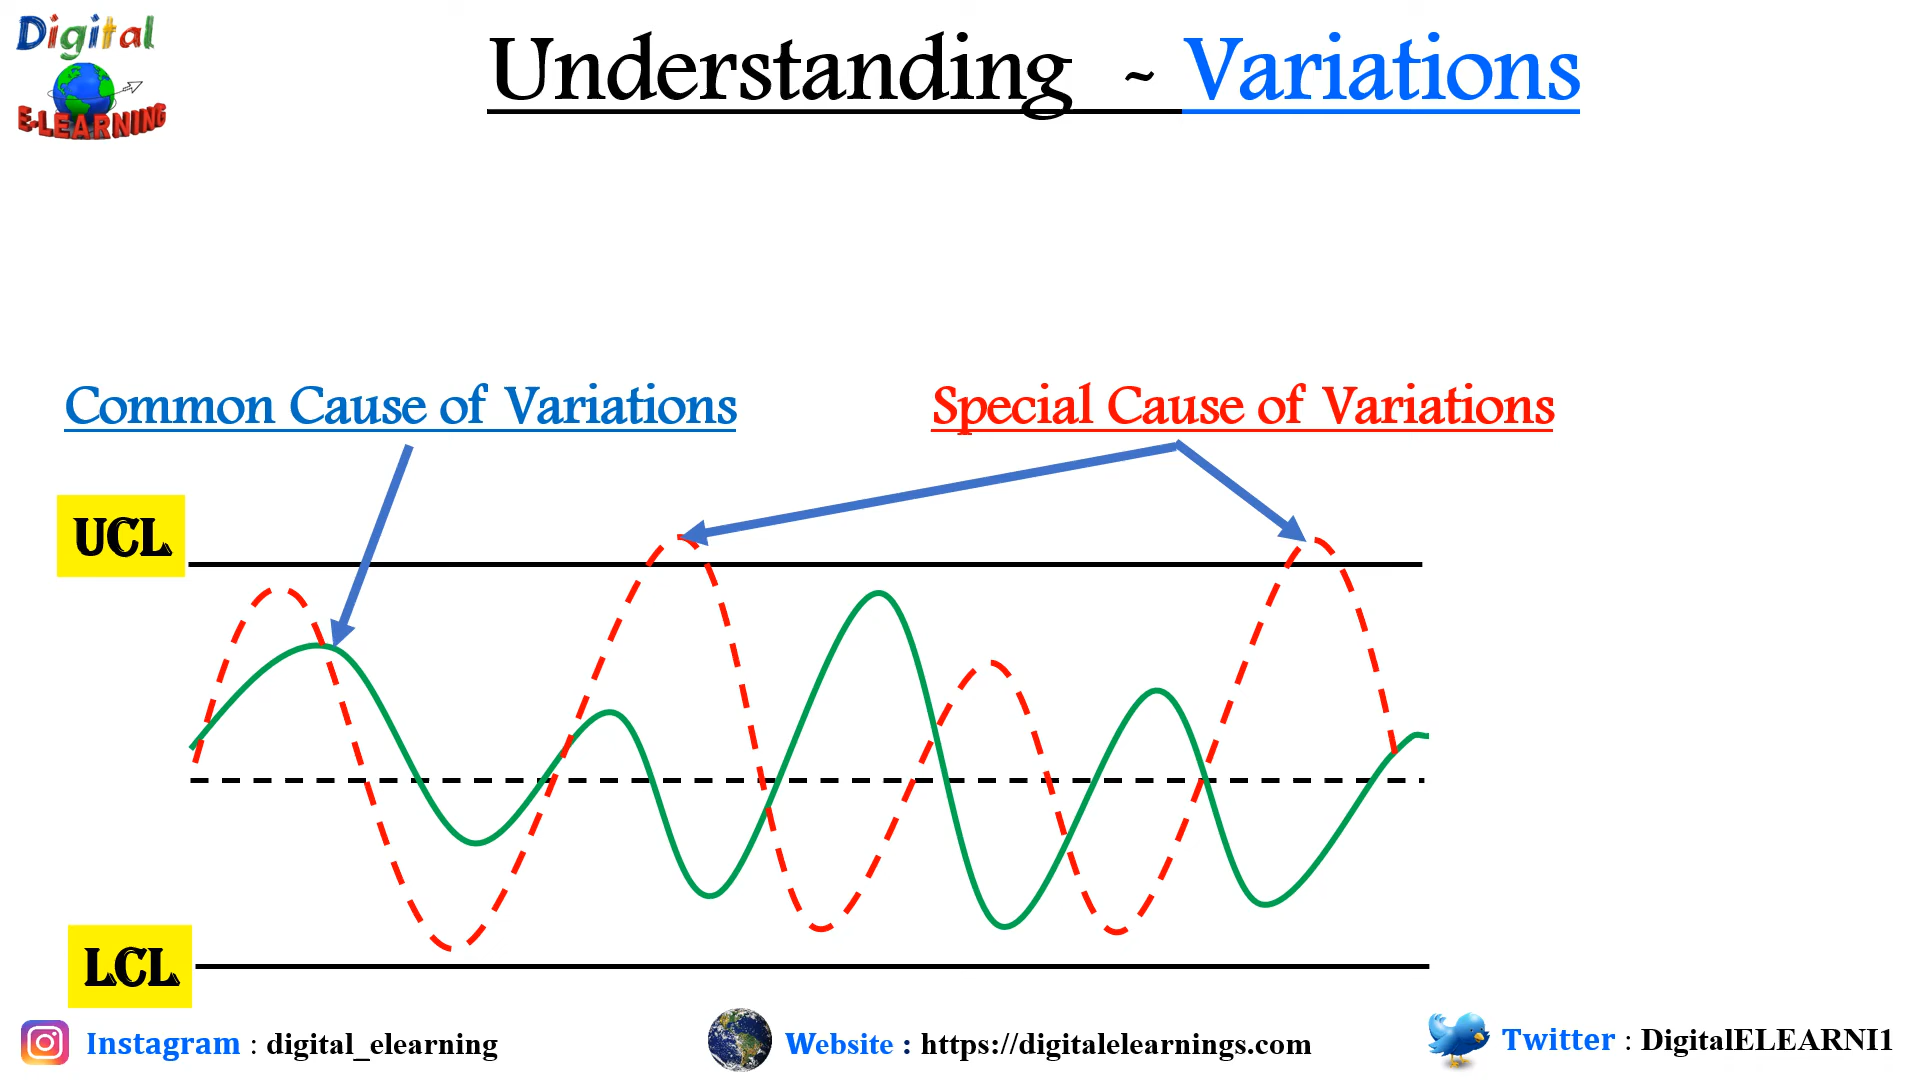 Digital
E-LEARNING
Understanding ~ Variations
Common Cause of Variations
Special Cause of Variations
UCL
LCL
Instagram : digital_elearning
Website : https://digitalelearnings.com
Twitter : DigitalELEARNI1